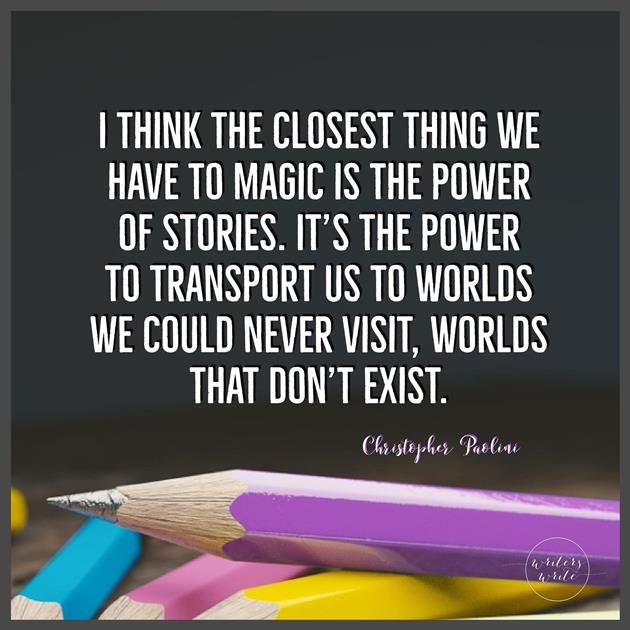 I THINK THE CLOSEST THING WE
HAVE TO MAGIC IS THE POWER
OF STORIES. IT'S THE POWER
TO TRANSPORT US TO WORLDS
WE COULD NEVER VISIT, WORLDS
THAT DON'T EXIST.
Christopher Paolini
writers
write